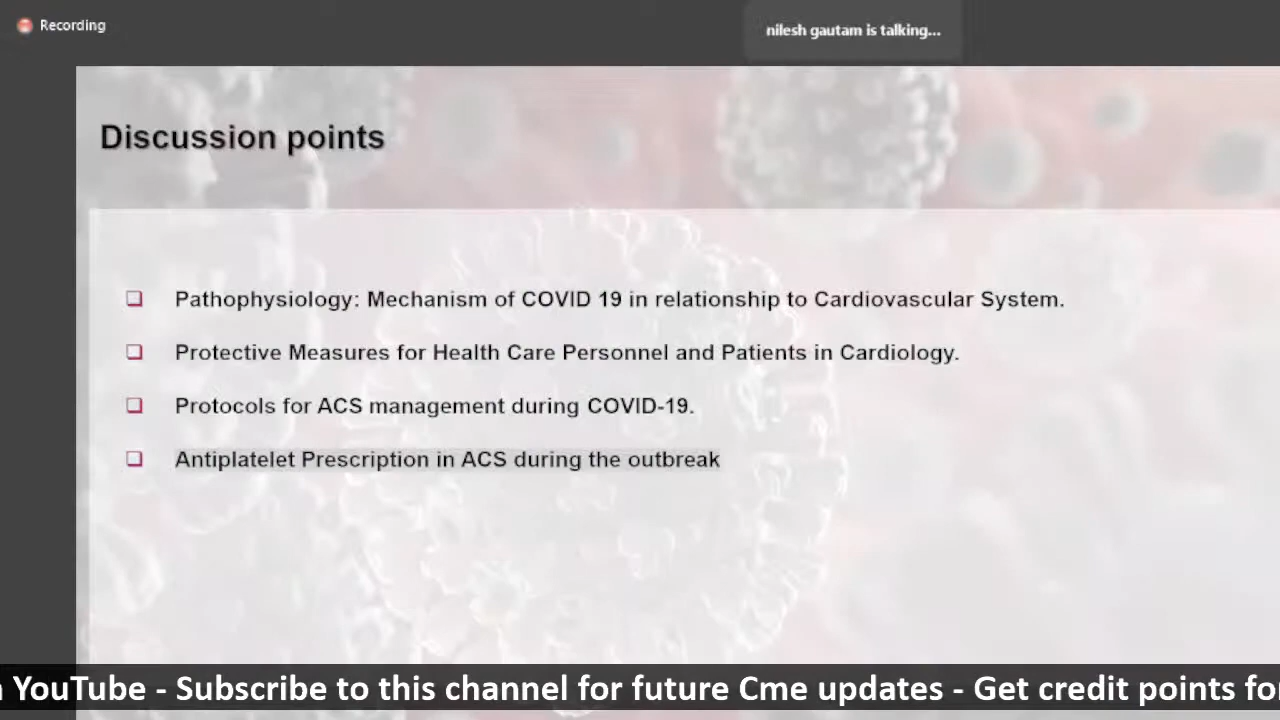 Recording
nilesh gautam is talking...
Discussion points
Pathophysiology: Mechanism of COVID 19 in relationship to Cardiovascular System.
Protective Measures for Health Care Personnel and Patients in Cardiology.
Protocols for ACS management during COVID-19.
Antiplatelet Prescription in ACS during the outbreak
YouTube - Subscribe to this channel for future Cme updates - Get credit points